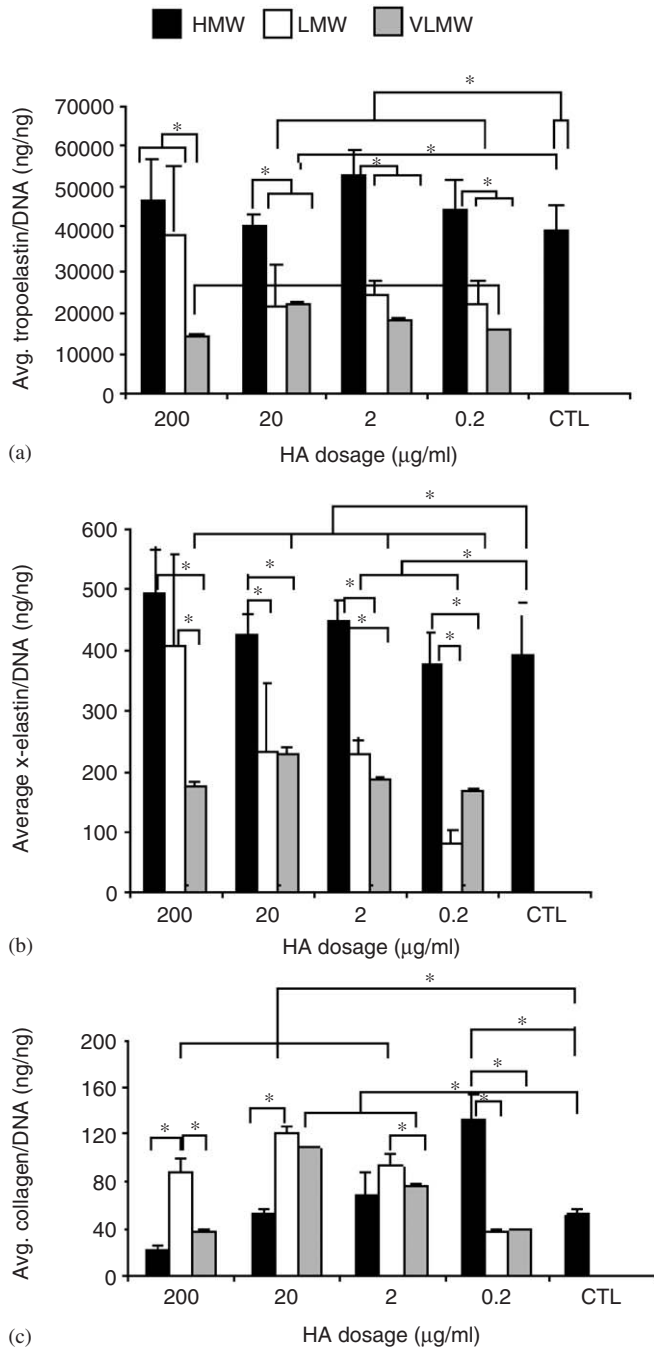 HMW LMW VLMW
Avg. tropoelastin/DNA (ng/ng)
70000
60000
50000
40000
30000
20000
10000
0
* * * * * *
200 20 2 0.2 CTL
HA dosage (μg/ml)
(a)
Average x-elastin/DNA (ng/ng)
600
500
400
300
200
100
0
* * * * * * * * * *
200 20 2 0.2 CTL
HA dosage (μg/ml)
(b)
Avg. collagen/DNA (ng/ng)
200
160
120
80
40
0
* * * * * * * * *
200 20 2 0.2 CTL
HA dosage (μg/ml)
(c)